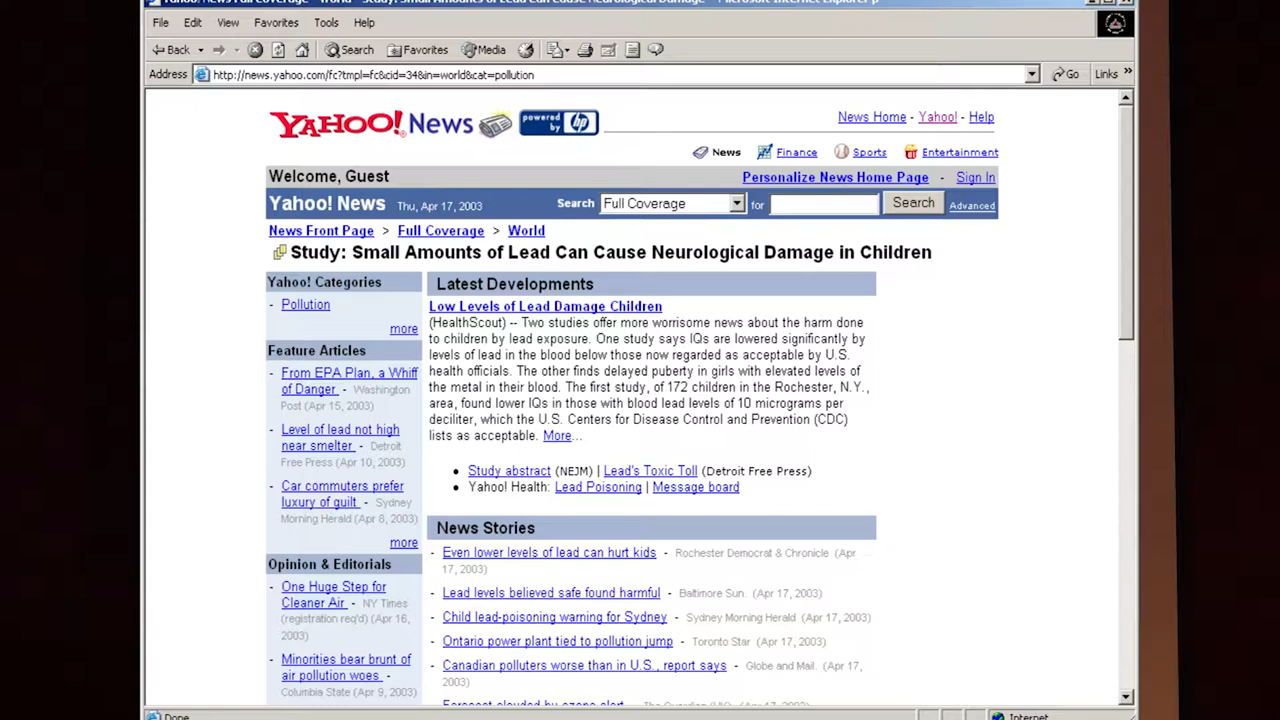 File Edit View Favorites Tools Help
Back Search Favorites Media
Address http://news.yahoo.com/fc?tmpl=fc&cid=34&in=world&cat=pollution Go Links »
YAHOO! News powered by hp
News Home - Yahoo! - Help
News Finance Sports Entertainment
Welcome, Guest Personalize News Home Page - Sign In
Yahoo! News Thu, Apr 17, 2003 Search Full Coverage for Search Advanced
News Front Page > Full Coverage > World
Study: Small Amounts of Lead Can Cause Neurological Damage in Children
Yahoo! Categories
- Pollution
more
Feature Articles
- From EPA Plan, a Whiff
of Danger - Washington
Post (Apr 15, 2003)
- Level of lead not high
near smelter - Detroit
Free Press (Apr 10, 2003)
- Car commuters prefer
luxury of guilt - Sydney
Morning Herald (Apr 8, 2003)
more
Opinion & Editorials
- One Huge Step for
Cleaner Air - NY Times
(registration req'd) (Apr 16,
2003)
- Minorities bear brunt of
air pollution woes -
Columbia State (Apr 9, 2003)
Latest Developments
Low Levels of Lead Damage Children
(HealthScout) -- Two studies offer more worrisome news about the harm done
to children by lead exposure. One study says IQs are lowered significantly by
levels of lead in the blood below those now regarded as acceptable by U.S.
health officials. The other finds delayed puberty in girls with elevated levels of
the metal in their blood. The first study, of 172 children in the Rochester, N.Y.,
area, found lower IQs in those with blood lead levels of 10 micrograms per
deciliter, which the U.S. Centers for Disease Control and Prevention (CDC)
lists as acceptable. More...
• Study abstract (NEJM) | Lead's Toxic Toll (Detroit Free Press)
• Yahoo! Health: Lead Poisoning | Message board
News Stories
- Even lower levels of lead can hurt kids - Rochester Democrat & Chronicle (Apr
17, 2003)
- Lead levels believed safe found harmful - Baltimore Sun. (Apr 17, 2003)
- Child lead-poisoning warning for Sydney - Sydney Morning Herald (Apr 17, 2003)
- Ontario power plant tied to pollution jump - Toronto Star (Apr 17, 2003)
- Canadian polluters worse than in U.S., report says - Globe and Mail. (Apr 17,
2003)
Done Internet